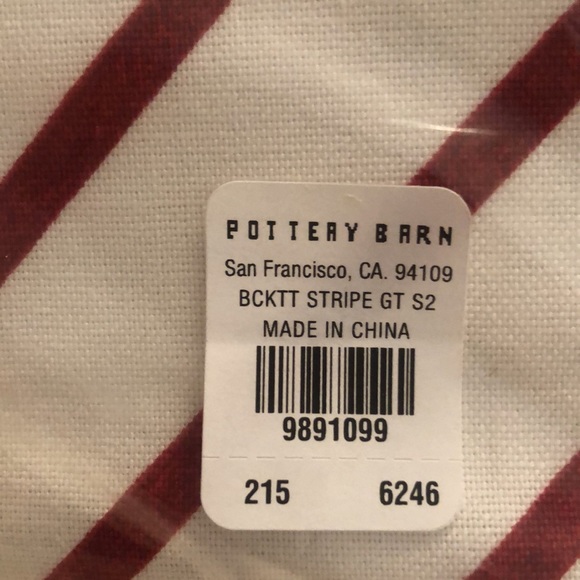 POTTERY BARN
San Francisco, CA. 94109
BCKTT STRIPE GT S2
MADE IN CHINA
9891099
215 6246